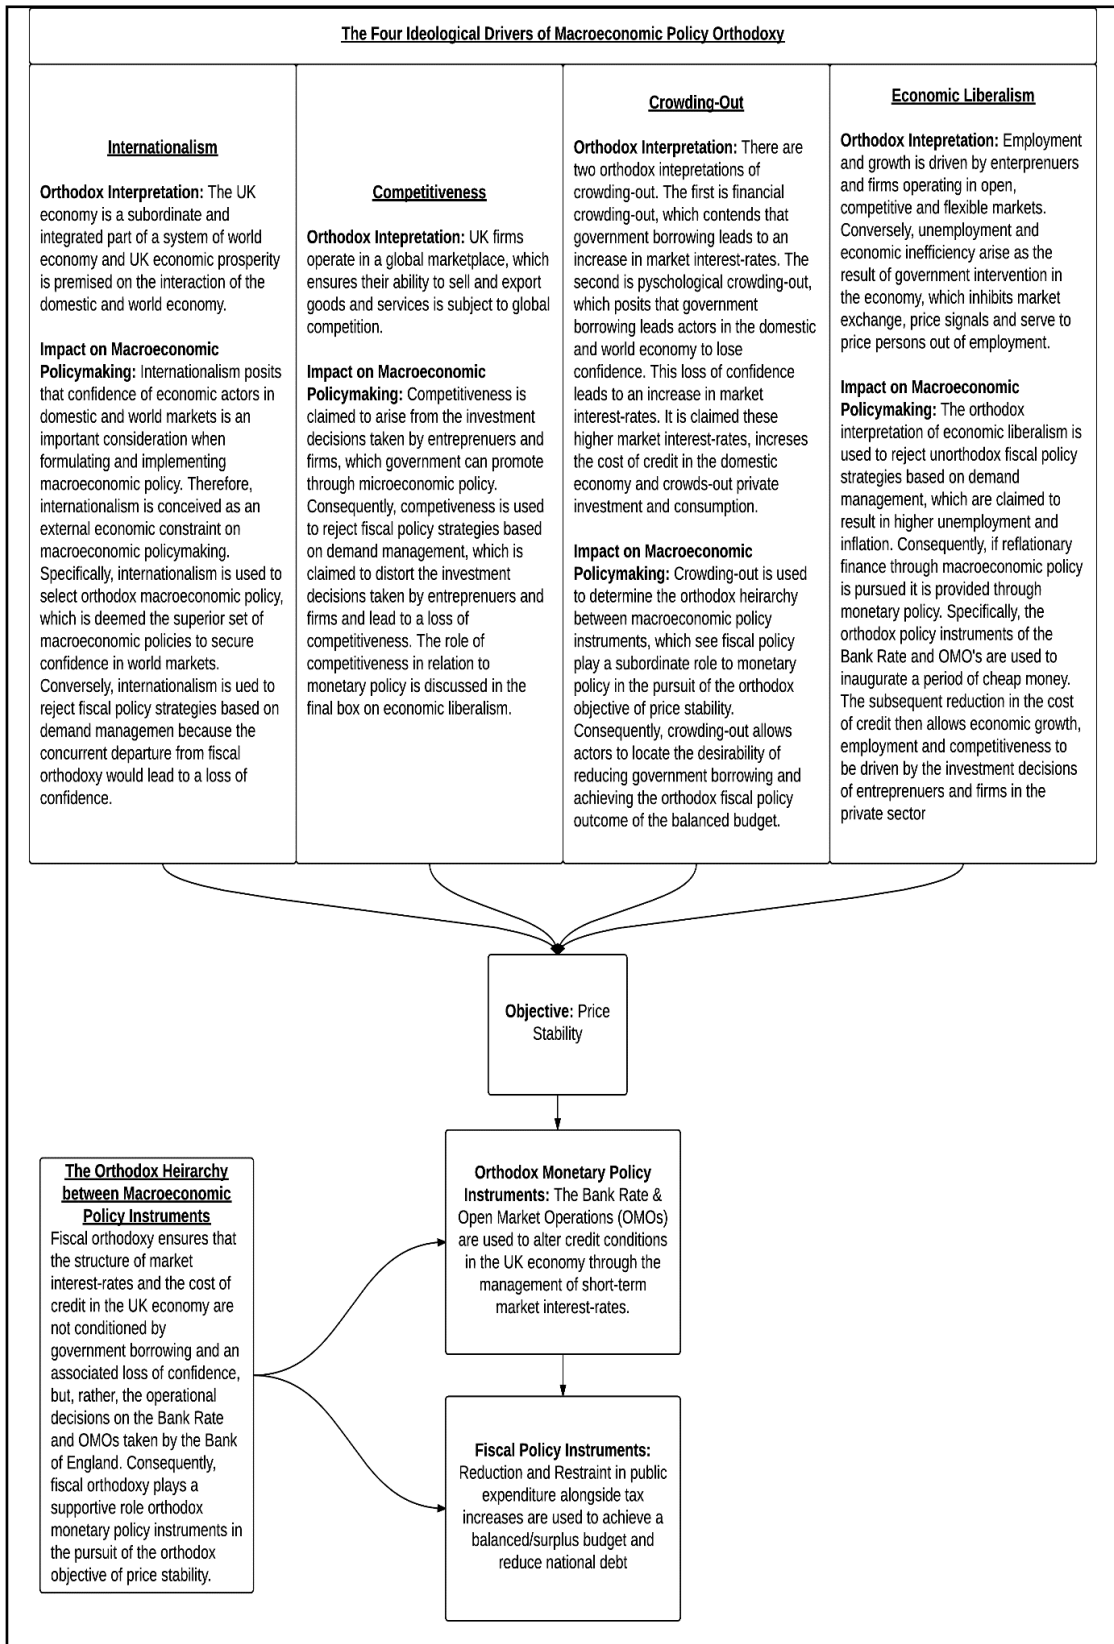 The Four Ideological Drivers of Macroeconomic Policy Orthodoxy
Internationalism
Orthodox Interpretation: The UK
economy is a subordinate and
integrated part of a system of world
economy and UK economic prosperity
is premised on the interaction of the
domestic and world economy.
Impact on Macroeconomic
Policymaking: Internationalism posits
that confidence of economic actors in
domestic and world markets is an
important consideration when
formulating and implementing
macroeconomic policy. Therefore,
internationalism is conceived as an
external economic constraint on
macroeconomic policymaking.
Specifically, internationalism is used to
select orthodox macroeconomic policy,
which is deemed the superior set of
macroeconomic policies to secure
confidence in world markets.
Conversely, internationalism is ued to
reject fiscal policy strategies based on
demand managemen because the
concurrent departure from fiscal
orthodoxy would lead to a loss of
confidence.
Competitiveness
Orthodox Intepretation: UK firms
operate in a global marketplace, which
ensures their ability to sell and export
goods and services is subject to global
competition.
Impact on Macroeconomic
Policymaking: Competitiveness is
claimed to arise from the investment
decisions taken by entreprenuers and
firms, which government can promote
through microeconomic policy.
Consequently, competiveness is used
to reject fiscal policy strategies based
on demand management, which is
claimed to distort the investment
decisions taken by entreprenuers and
firms and lead to a loss of
competitiveness. The role of
competitiveness in relation to
monetary policy is discussed in the
final box on economic liberalism.
Crowding-Out
Orthodox Intepretation: There are
two orthodox intepretations of
crowding-out. The first is financial
crowding-out, which contends that
government borrowing leads to an
increase in market interest-rates. The
second is pyschological crowding-out,
which posits that government
borrowing leads actors in the domestic
and world economy to lose
confidence. This loss of confidence
leads to an increase in market
interest-rates. It is claimed these
higher market interest-rates, increses
the cost of credit in the domestic
economy and crowds-out private
investment and consumption.
Impact on Macroeconomic
Policymaking: Crowding-out is used
to determine the orthodox heirarchy
between macroeconomic policy
instruments, which see fiscal policy
play a subordinate role to monetary
policy in the pursuit of the orthodox
objective of price stability.
Consequently, crowding-out allows
actors to locate the desirability of
reducing government borrowing and
achieving the orthodox fiscal policy
outcome of the balanced budget.
Economic Liberalism
Orthodox Intepretation: Employment
and growth is driven by enterprenuers
and firms operating in open,
competitive and flexible markets.
Conversely, unemployment and
economic inefficiency arise as the
result of government intervention in
the economy, which inhibits market
exchange, price signals and serve to
price persons out of employment.
Impact on Macroeconomic
Policymaking: The orthodox
interpretation of economic liberalism is
used to reject unorthodox fiscal policy
strategies based on demand
management, which are claimed to
result in higher unemployment and
inflation. Consequently, if reflationary
finance through macroeconomic policy
is pursued it is provided through
monetary policy. Specifically, the
orthodox policy instruments of the
Bank Rate and OMO's are used to
inaugurate a period of cheap money.
The subsequent reduction in the cost
of credit then allows economic growth,
employment and competitiveness to
be driven by the investment decisions
of entreprenuers and firms in the
private sector
Objective: Price
Stability
Orthodox Monetary Policy
Instruments: The Bank Rate &
Open Market Operations (OMOs)
are used to alter credit conditions
in the UK economy through the
management of short-term
market interest-rates.
The Orthodox Heirarchy
between Macroeconomic
Policy Instruments
Fiscal orthodoxy ensures that
the structure of market
interest-rates and the cost of
credit in the UK economy are
not conditioned by
government borrowing and an
associated loss of confidence,
but, rather, the operational
decisions on the Bank Rate
and OMOs taken by the Bank
of England. Consequently,
fiscal orthodoxy plays a
supportive role orthodox
monetary policy instruments in
the pursuit of the orthodox
objective of price stability.
Fiscal Policy Instruments:
Reduction and Restraint in public
expenditure alongside tax
increases are used to achieve a
balanced/surplus budget and
reduce national debt